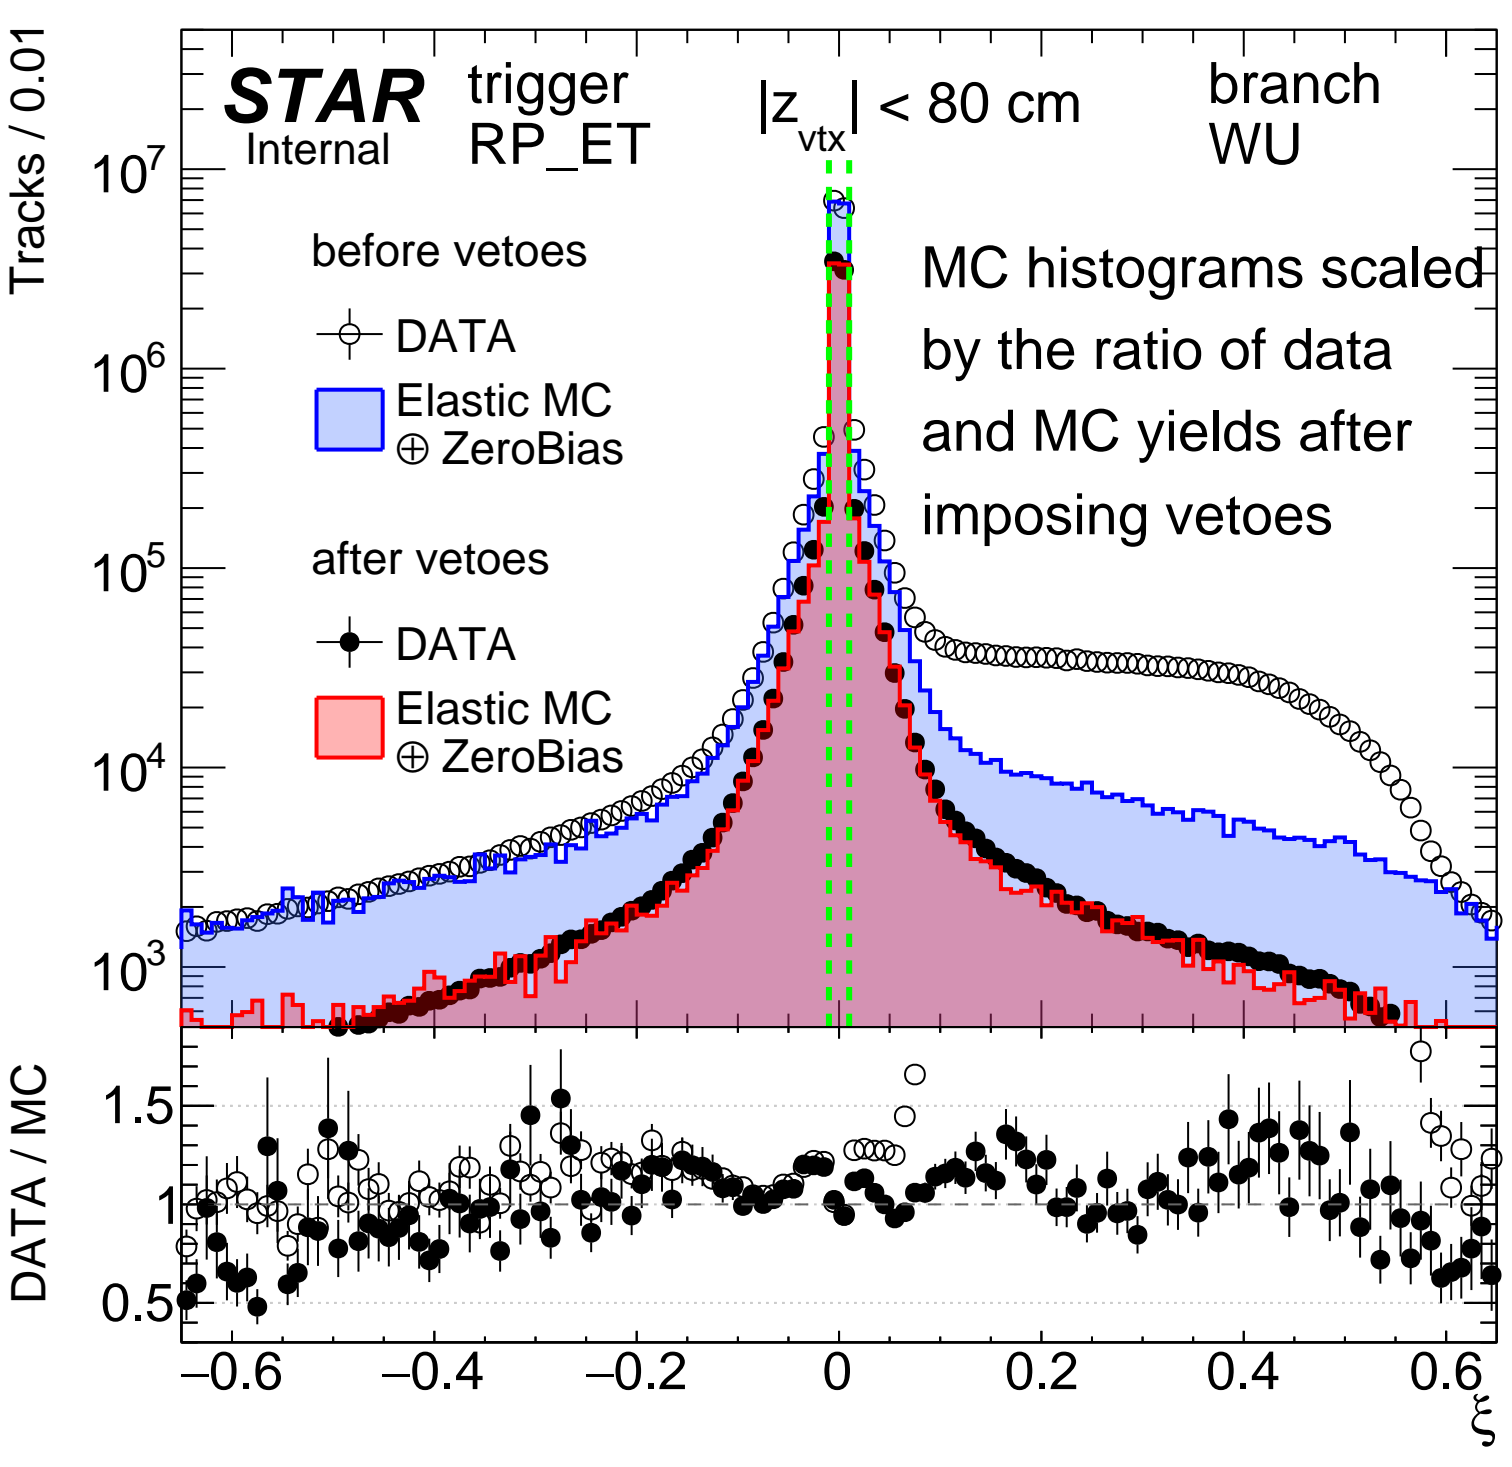 Tracks / 0.01
STAR
Internal
trigger
RP_ET
|z_vtx| < 80 cm
branch
WU
10^7
10^6
10^5
10^4
10^3
before vetoes
DATA
Elastic MC
⊕ ZeroBias
after vetoes
DATA
Elastic MC
⊕ ZeroBias
MC histograms scaled
by the ratio of data
and MC yields after
imposing vetoes
DATA / MC
1.5
1
0.5
−0.6 −0.4 −0.2 0 0.2 0.4 0.6
ξ